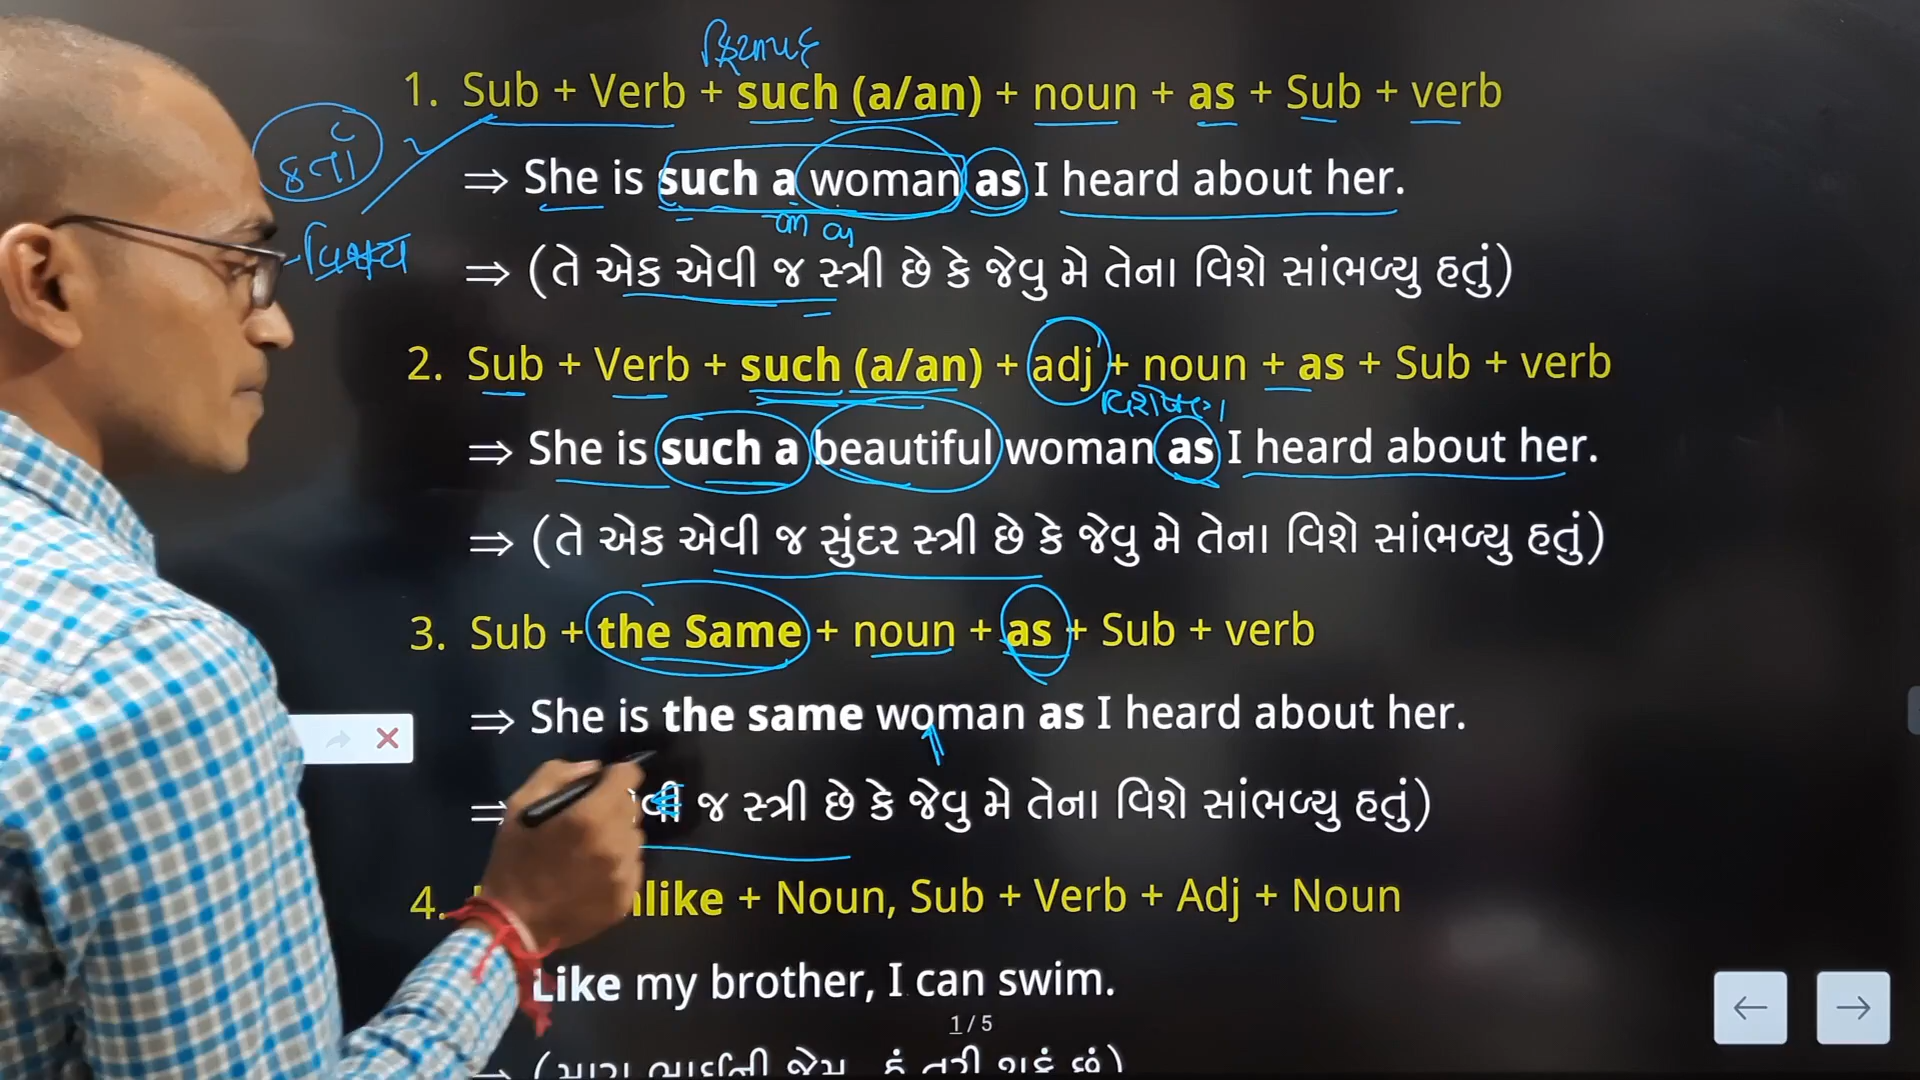 ક્રિયાપદ
1. Sub + Verb + such (a/an) + noun + as + Sub + verb
કર્તા
⇒ She is such a woman as I heard about her.
an
વિષય
⇒ (તે એક એવી જ સ્ત્રી છે કે જેવુ મે તેના વિશે સાંભળ્યુ હતું)
2. Sub + Verb + such (a/an) + adj + noun + as + Sub + verb
વિશેષણ
⇒ She is such a beautiful woman as I heard about her.
⇒ (તે એક એવી જ સુંદર સ્ત્રી છે કે જેવુ મે તેના વિશે સાંભળ્યુ હતું)
3. Sub + the Same + noun + as + Sub + verb
⇒ She is the same woman as I heard about her.
⇒ જ સ્ત્રી છે કે જેવુ મે તેના વિશે સાંભળ્યુ હતું)
4. + Noun, Sub + Verb + Adj + Noun
Like my brother, I can swim.
1 / 5